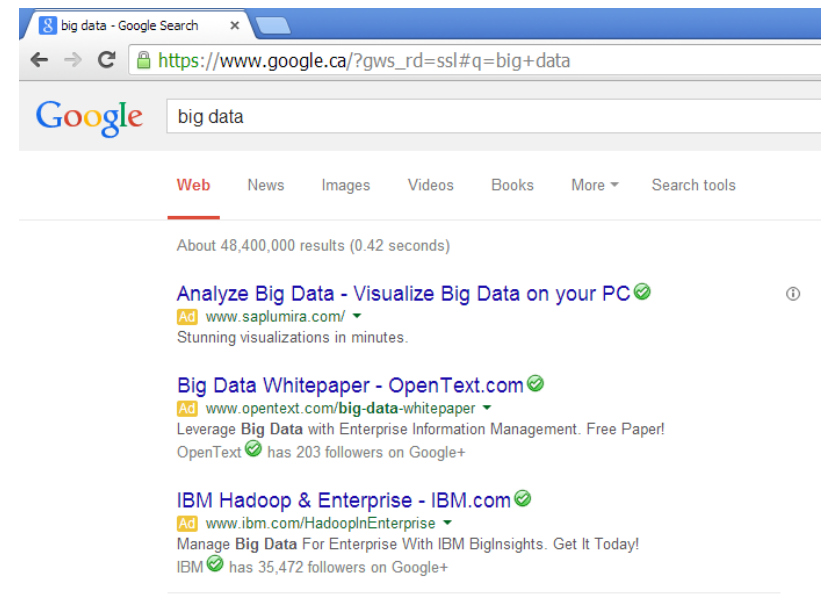 big data - Google Search
https://www.google.ca/?gws_rd=ssl#q=big+data
Google
big data
Web News Images Videos Books More Search tools
About 48,400,000 results (0.42 seconds)
Analyze Big Data - Visualize Big Data on your PC
Ad www.saplumira.com/
Stunning visualizations in minutes.
Big Data Whitepaper - OpenText.com
Ad www.opentext.com/big-data-whitepaper
Leverage Big Data with Enterprise Information Management. Free Paper!
OpenText has 203 followers on Google+
IBM Hadoop & Enterprise - IBM.com
Ad www.ibm.com/HadoopInEnterprise
Manage Big Data For Enterprise With IBM BigInsights. Get It Today!
IBM has 35,472 followers on Google+